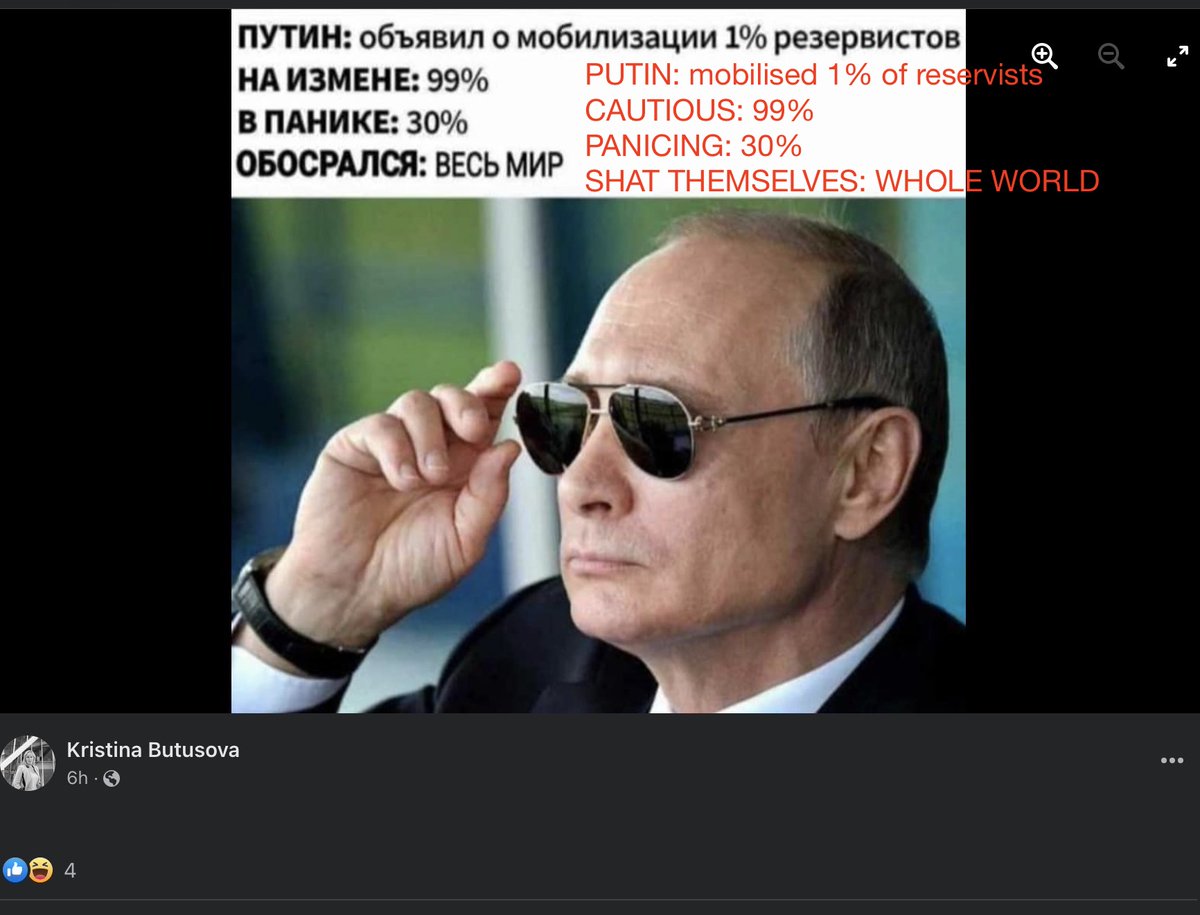 ПУТИН: объявил о мобилизации 1% резервистов
НА ИЗМЕНЕ: 99%
В ПАНИКЕ: 30%
ОБОСРАЛСЯ: ВЕСЬ МИР
PUTIN: mobilised 1% of reservists
CAUTIOUS: 99%
PANICING: 30%
SHAT THEMSELVES: WHOLE WORLD
Kristina Butusova
6h ·
4